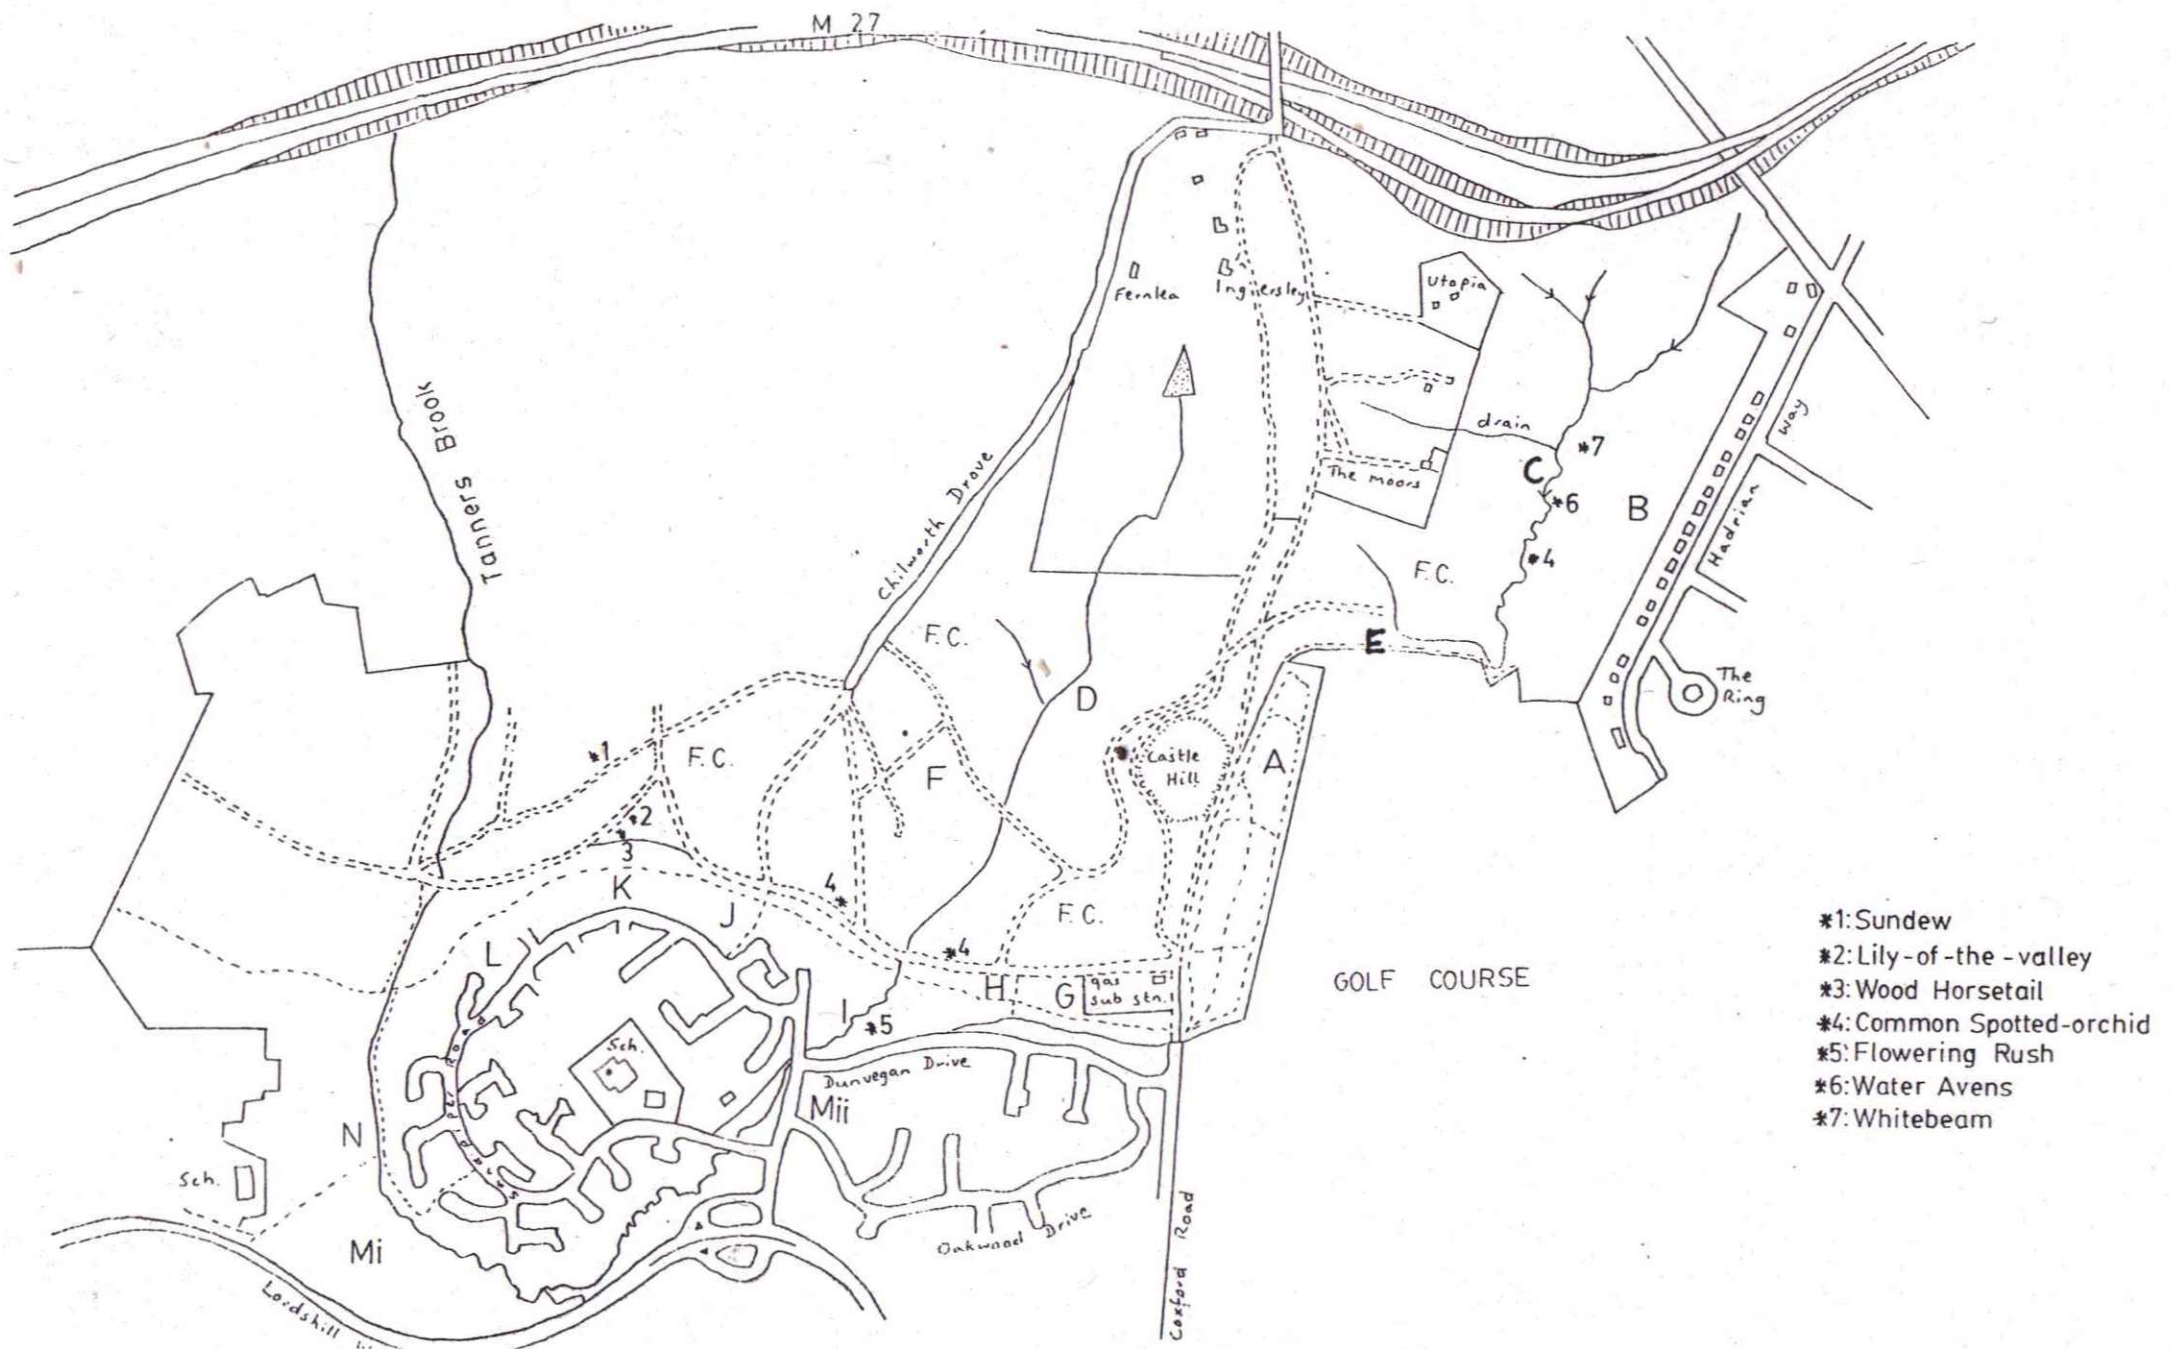 M 27
Utopia
Fernlea
Inglersley
Tanners Brook
drain
*7
Way
The moors
C
Chilworth Drove
*6
B
Hadrian
*4
F.C.
F.C.
E
The
Ring
D
*1
F.C.
Castle
Hill
A
F
*2
*
3
K
4
*
J
F.C.
*1: Sundew
*2: Lily-of-the-valley
*3: Wood Horsetail
*4: Common Spotted-orchid
*5: Flowering Rush
*6: Water Avens
*7: Whitebeam
L
*4
GOLF COURSE
H
G
gas
sub stn.
I
*5
Sch.
Dunvegan Drive
Mii
N
Sch.
Mi
Oakwood Drive
Coxford Road
Lordshill W